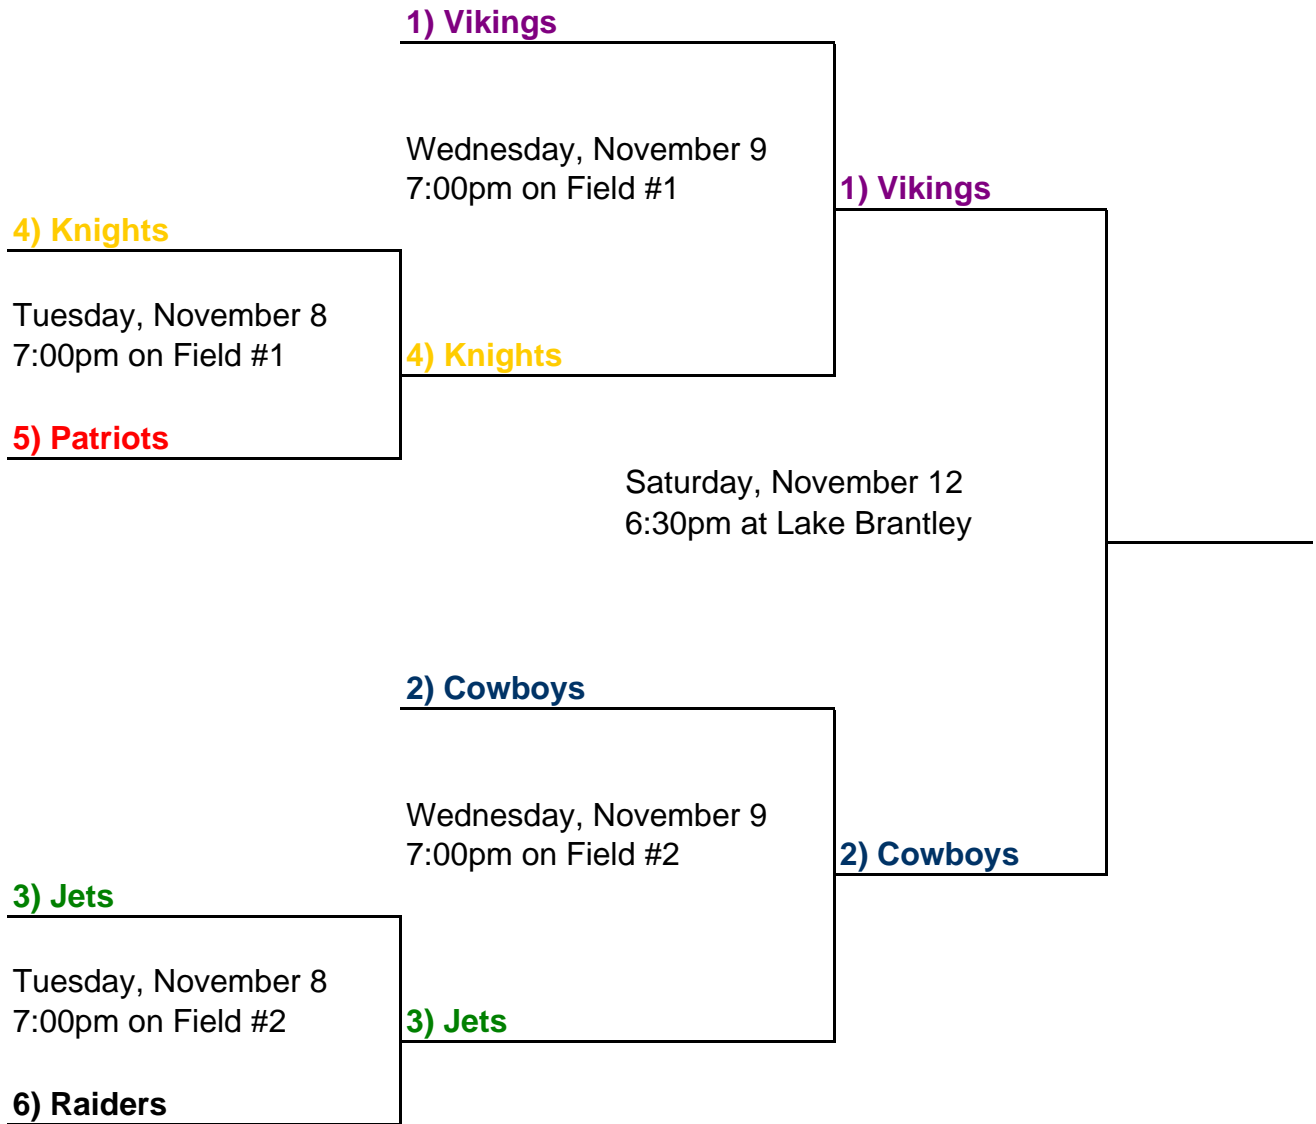 1) Vikings
Wednesday, November 9
7:00pm on Field #1
1) Vikings
4) Knights
Tuesday, November 8
7:00pm on Field #1
4) Knights
5) Patriots
Saturday, November 12
6:30pm at Lake Brantley
2) Cowboys
Wednesday, November 9
7:00pm on Field #2
2) Cowboys
3) Jets
Tuesday, November 8
7:00pm on Field #2
3) Jets
6) Raiders